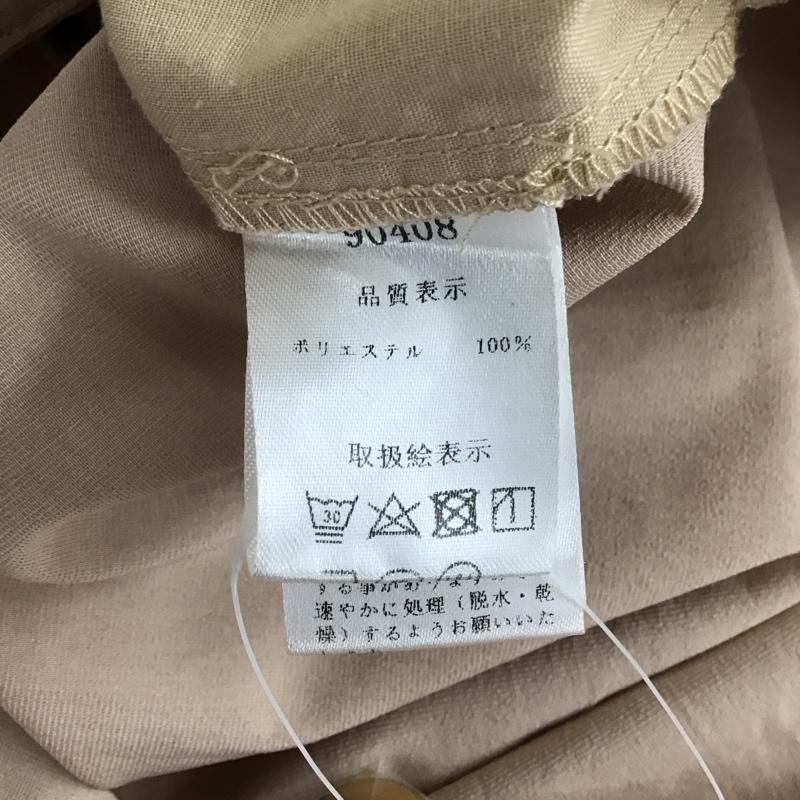 90408
品質表示
ポリエステル 100%
取扱絵表示
30
速やかに処理（脱水・乾
燥）するようお願いいた